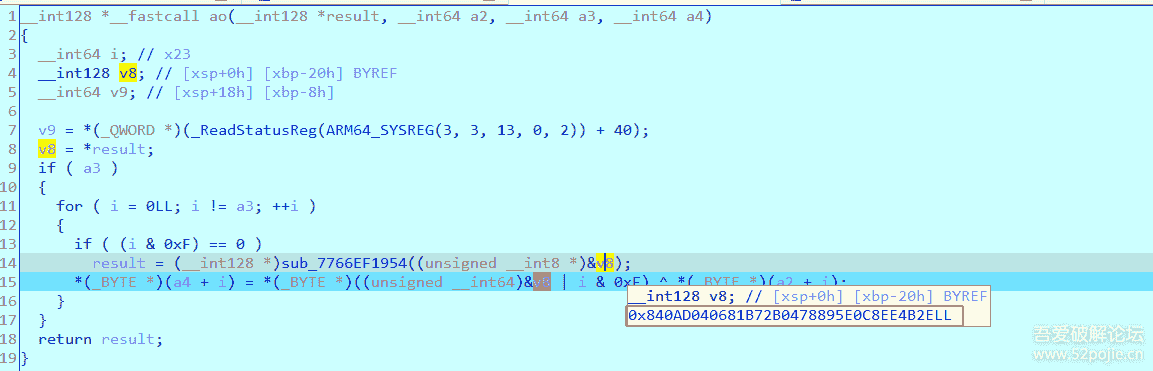 1 __int128 *__fastcall ao(__int128 *result, __int64 a2, __int64 a3, __int64 a4)
2 {
3 __int64 i; // x23
4 __int128 v8; // [xsp+0h] [xbp-20h] BYREF
5 __int64 v9; // [xsp+18h] [xbp-8h]
6
7 v9 = *(_QWORD *)(_ReadStatusReg(ARM64_SYSREG(3, 3, 13, 0, 2)) + 40);
8 v8 = *result;
9 if ( a3 )
10 {
11 for ( i = 0LL; i != a3; ++i )
12 {
13 if ( (i & 0xF) == 0 )
14 result = (__int128 *)sub_7766EF1954((unsigned __int8 *)&v8);
15 *(_BYTE *)(a4 + i) = *(_BYTE *)((unsigned __int64)&v8 | i & 0xF) ^ *(_BYTE *)(a2 + i);
__int128 v8; // [xsp+0h] [xbp-20h] BYREF
0x840AD040681B72B0478895E0C8EE4B2ELL
16 }
17 }
18 return result;
19 }
吾爱破解论坛
www.52pojie.cn